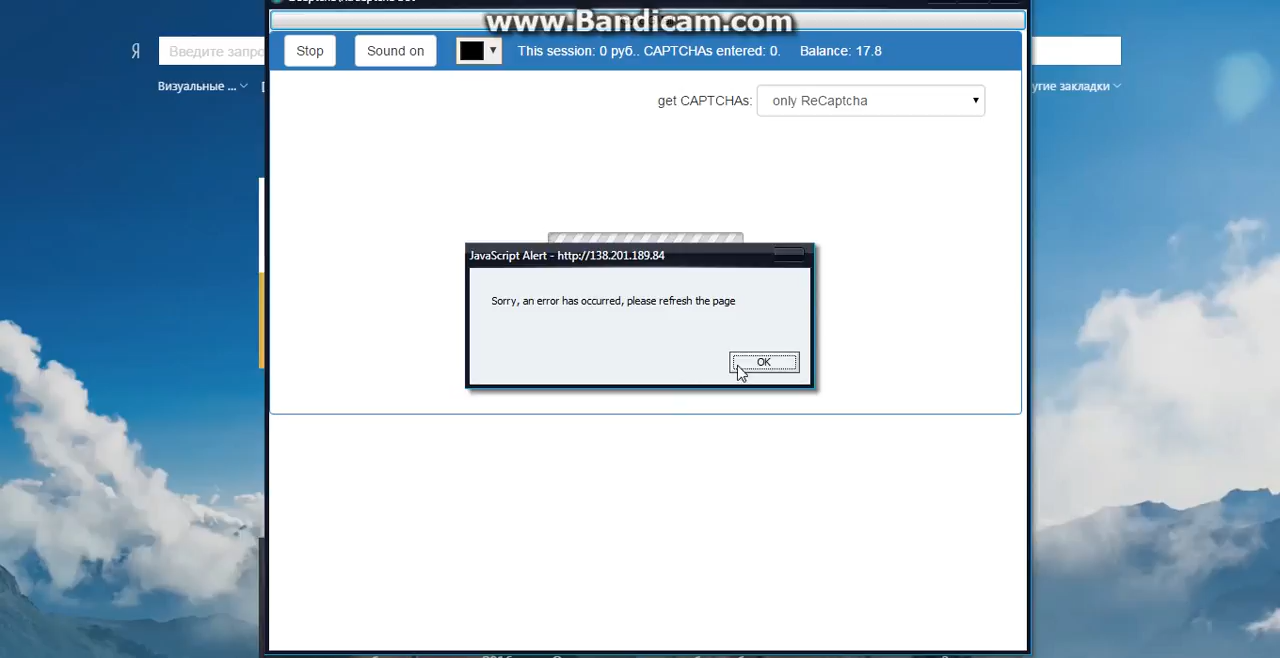 www.Bandicam.com
Я
Введите запро
Stop
Sound on
This session: 0 руб.. CAPTCHAs entered: 0.
Balance: 17.8
Визуальные ...
угие закладки
get CAPTCHAs:
only ReCaptcha
JavaScript Alert - http://138.201.189.84
Sorry, an error has occurred, please refresh the page
OK